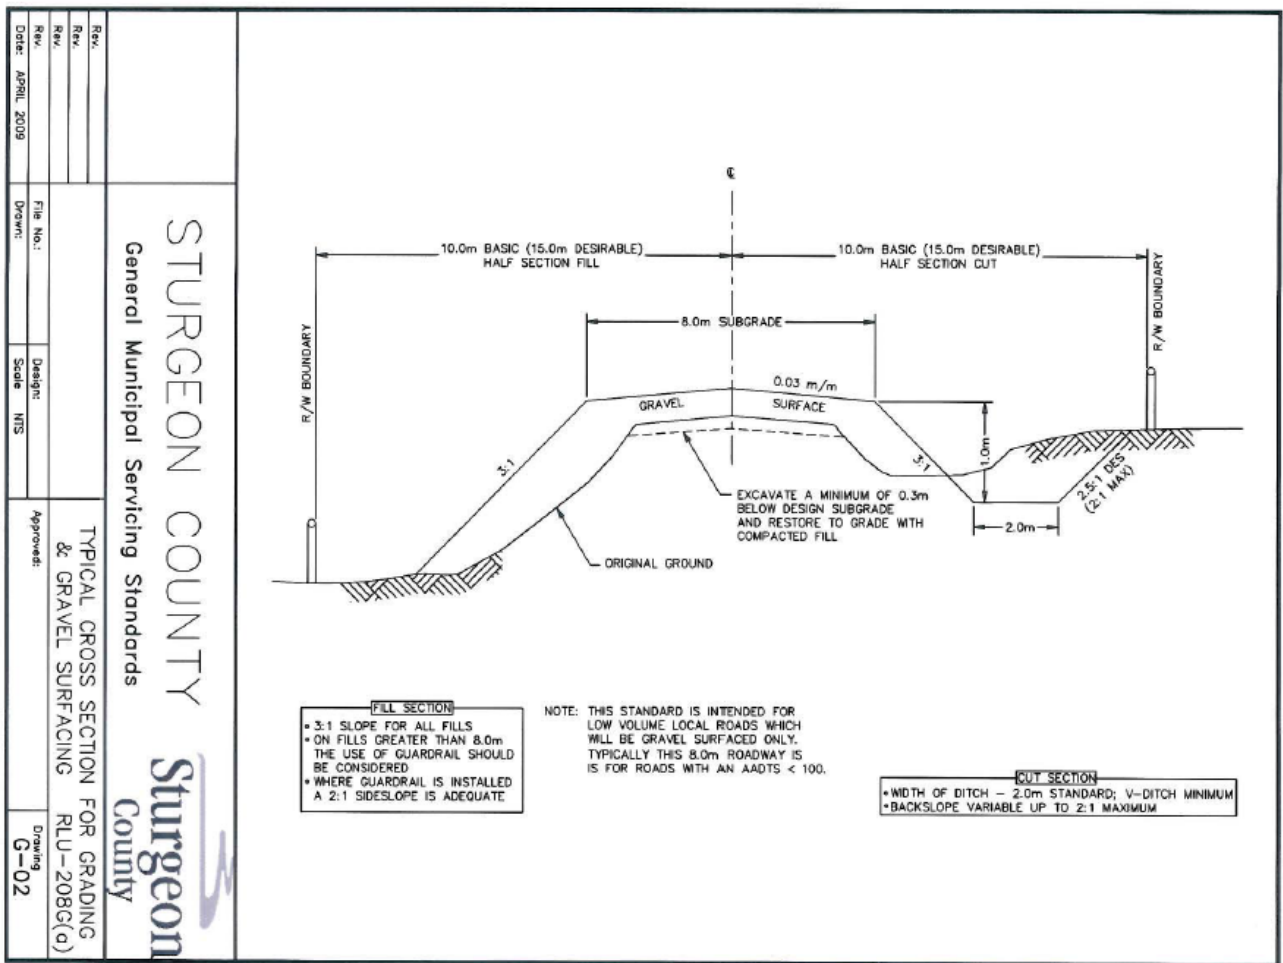 ℄
10.0m BASIC (15.0m DESIRABLE)
HALF SECTION FILL
10.0m BASIC (15.0m DESIRABLE)
HALF SECTION CUT
R/W BOUNDARY
R/W BOUNDARY
8.0m SUBGRADE
0.03 m/m
GRAVEL
SURFACE
3:1
3:1
1.0m
2.5:1 DES
(2:1 MAX)
2.0m
EXCAVATE A MINIMUM OF 0.3m
BELOW DESIGN SUBGRADE
AND RESTORE TO GRADE WITH
COMPACTED FILL
ORIGINAL GROUND
FILL SECTION
• 3:1 SLOPE FOR ALL FILLS
• ON FILLS GREATER THAN 8.0m
THE USE OF GUARDRAIL SHOULD
BE CONSIDERED
• WHERE GUARDRAIL IS INSTALLED
A 2:1 SIDESLOPE IS ADEQUATE
NOTE: THIS STANDARD IS INTENDED FOR
LOW VOLUME LOCAL ROADS WHICH
WILL BE GRAVEL SURFACED ONLY.
TYPICALLY THIS 8.0m ROADWAY IS
IS FOR ROADS WITH AN AADTS < 100.
CUT SECTION
• WIDTH OF DITCH – 2.0m STANDARD; V-DITCH MINIMUM
• BACKSLOPE VARIABLE UP TO 2:1 MAXIMUM
STURGEON COUNTY
General Municipal Servicing Standards
Sturgeon
County
TYPICAL CROSS SECTION FOR GRADING
& GRAVEL SURFACING RLU-208G(a)
Rev.
Rev.
Rev.
Rev.
Date: APRIL 2009
File No.:
Drawn:
Design:
Scale NTS
Approved:
Drawing
G-02